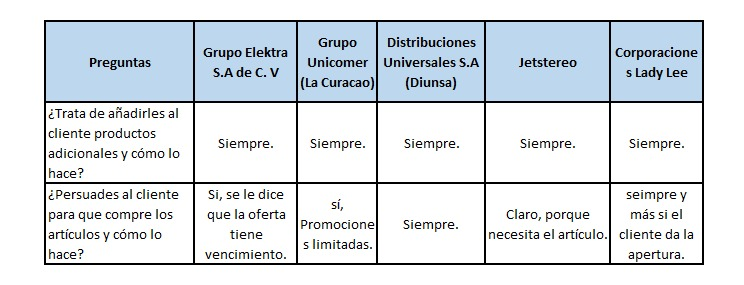 Preguntas
Grupo Elektra
S.A de C. V
Grupo
Unicomer
(La Curacao)
Distribuciones
Universales S.A
(Diunsa)
Jetstereo
Corporacione
s Lady Lee
¿Trata de añadirles al
cliente productos
adicionales y cómo lo
hace?
Siempre.
Siempre.
Siempre.
Siempre.
Siempre.
¿Persuades al cliente
para que compre los
artículos y cómo lo
hace?
Si, se le dice
que la oferta
tiene
vencimiento.
sí,
Promocione
s limitadas.
Siempre.
Claro, porque
necesita el artículo.
seimpre y
más si el
cliente da la
apertura.